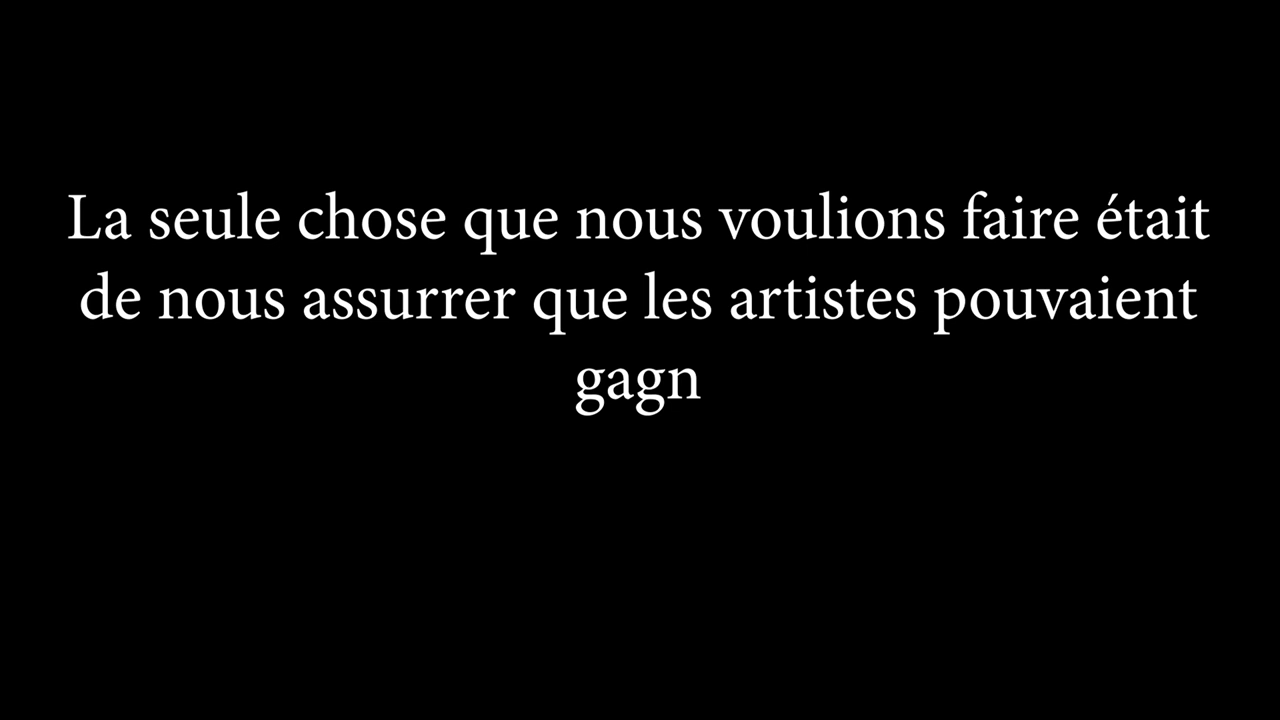 La seule chose que nous voulions faire était
de nous assurrer que les artistes pouvaient
gagn